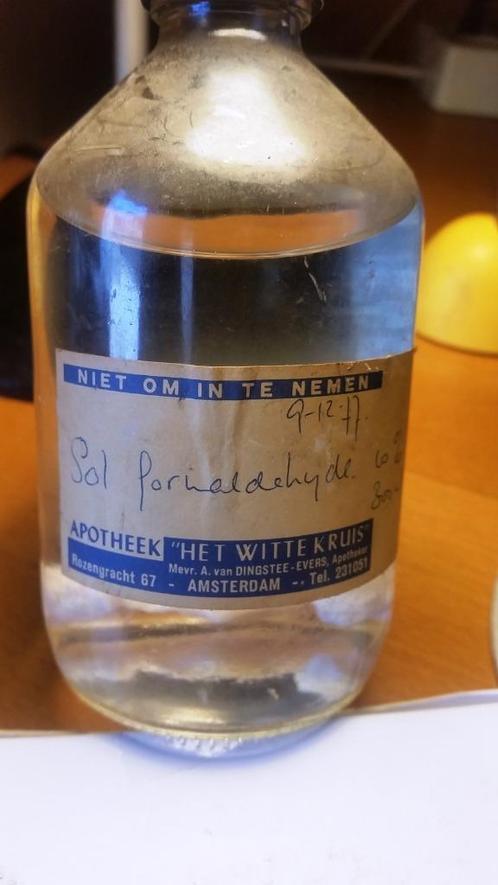 NIET OM IN TE NEMEN
9-12-77.
Sol formaldehyde
APOTHEEK "HET WITTE KRUIS"
Mevr. A. van DINGSTEE-EVERS, Apotheker
Rozengracht 67 - AMSTERDAM - Tel. 231051